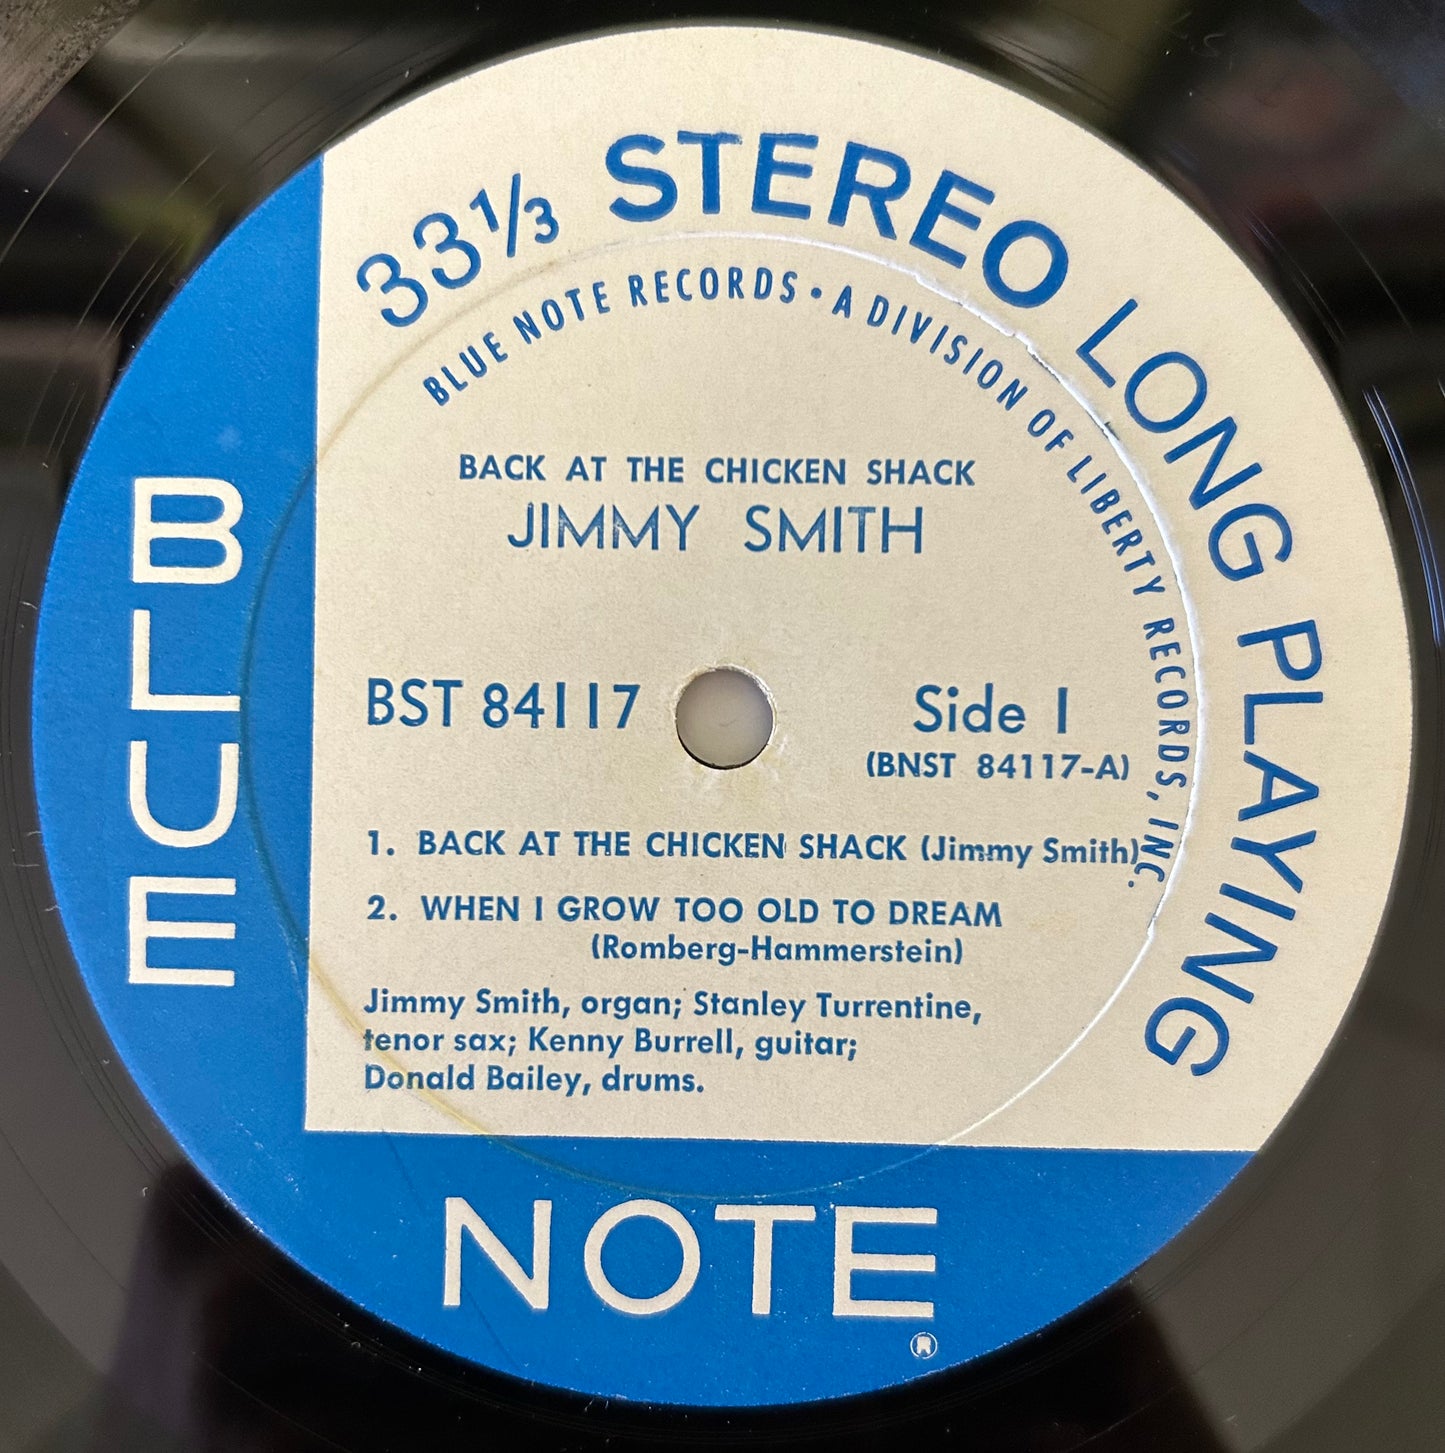 33⅓ STEREO LONG PLAYING
BLUE NOTE RECORDS • A DIVISION OF LIBERTY RECORDS, INC.
BACK AT THE CHICKEN SHACK
JIMMY SMITH
BST 84117
Side 1
(BNST 84117-A)
1. BACK AT THE CHICKEN SHACK (Jimmy Smith)
2. WHEN I GROW TOO OLD TO DREAM
(Romberg-Hammerstein)
Jimmy Smith, organ; Stanley Turrentine,
tenor sax; Kenny Burrell, guitar;
Donald Bailey, drums.
BLUE
NOTE
®